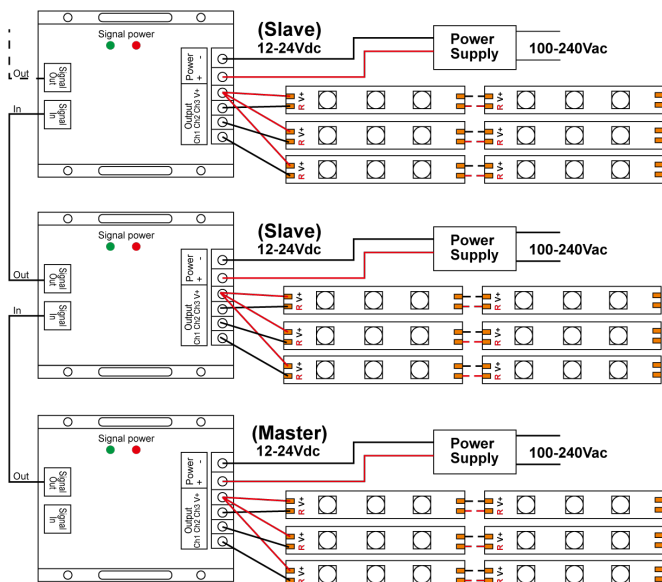 (Slave)
12-24Vdc
Signal power
Power
Supply
100-240Vac
Out
Signal
Out
In
Signal
In
Power
-
+
Output
Ch1 Ch2 Ch3 V+
V+
R
V+
R
V+
R
V+
R
V+
R
V+
R
(Slave)
12-24Vdc
Signal power
Power
Supply
100-240Vac
Out
Signal
Out
In
Signal
In
Power
-
+
Output
Ch1 Ch2 Ch3 V+
V+
R
V+
R
V+
R
V+
R
V+
R
V+
R
(Master)
12-24Vdc
Signal power
Power
Supply
100-240Vac
Out
Signal
Out
Signal
In
Power
-
+
Output
Ch1 Ch2 Ch3 V+
V+
R
V+
R
V+
R
V+
R
V+
R
V+
R